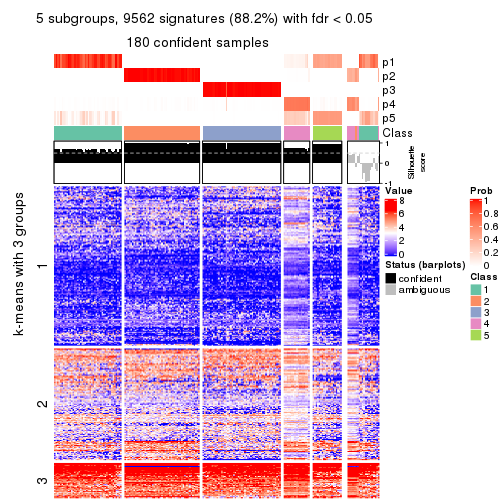 5 subgroups, 9562 signatures (88.2%) with fdr < 0.05
180 confident samples
p1
p2
p3
p4
p5
Class
1
0
-1
Silhouette
score
k-means with 3 groups
1
2
3
Value
8
6
4
2
0
Status (barplots)
confident
ambiguous
Prob
1
0.8
0.6
0.4
0.2
0
Class
1
2
3
4
5